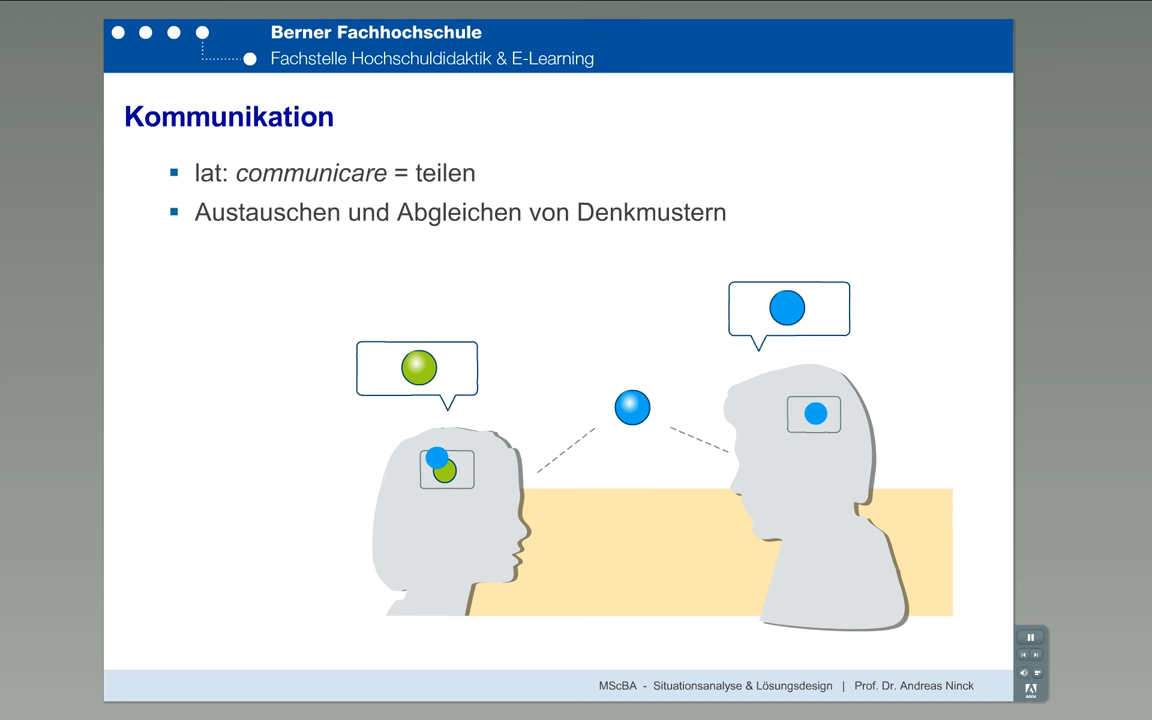 Berner Fachhochschule
Fachstelle Hochschuldidaktik & E-Learning
Kommunikation
lat: communicare = teilen
Austauschen und Abgleichen von Denkmustern
MScBA - Situationsanalyse & Lösungsdesign | Prof. Dr. Andreas Ninck